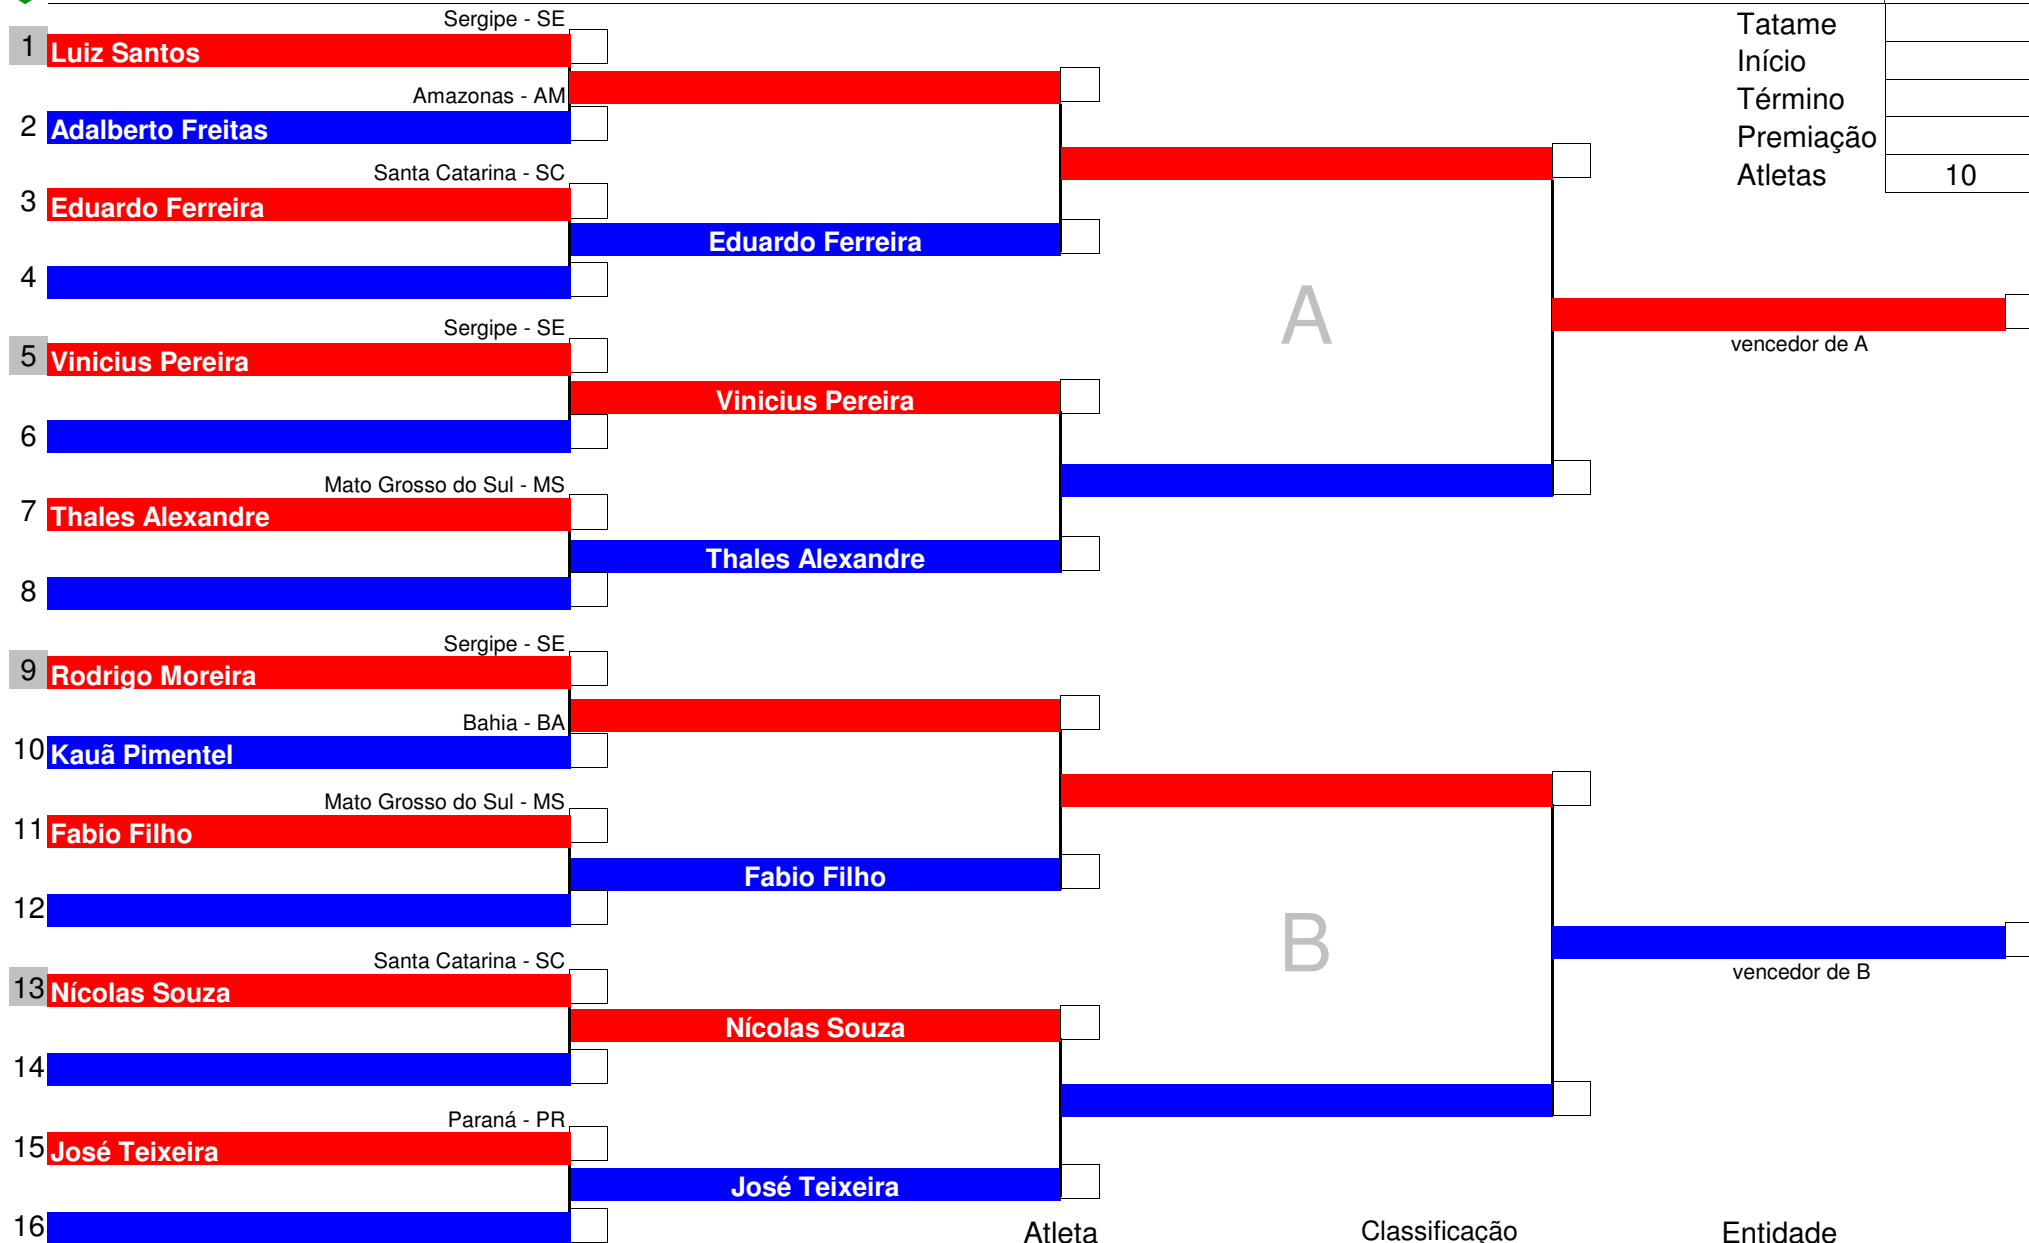 Sergipe - SE
1 Luiz Santos
Amazonas - AM
2 Adalberto Freitas
Santa Catarina - SC
3 Eduardo Ferreira
Eduardo Ferreira
4
Sergipe - SE
5 Vinicius Pereira
Vinicius Pereira
6
Mato Grosso do Sul - MS
7 Thales Alexandre
Thales Alexandre
8
Sergipe - SE
9 Rodrigo Moreira
Bahia - BA
10 Kauã Pimentel
Mato Grosso do Sul - MS
11 Fabio Filho
Fabio Filho
12
Santa Catarina - SC
13 Nícolas Souza
Nícolas Souza
14
Paraná - PR
15 José Teixeira
José Teixeira
16
A
vencedor de A
B
vencedor de B
Tatame
Início
Término
Premiação
Atletas 10
Atleta Classificação Entidade